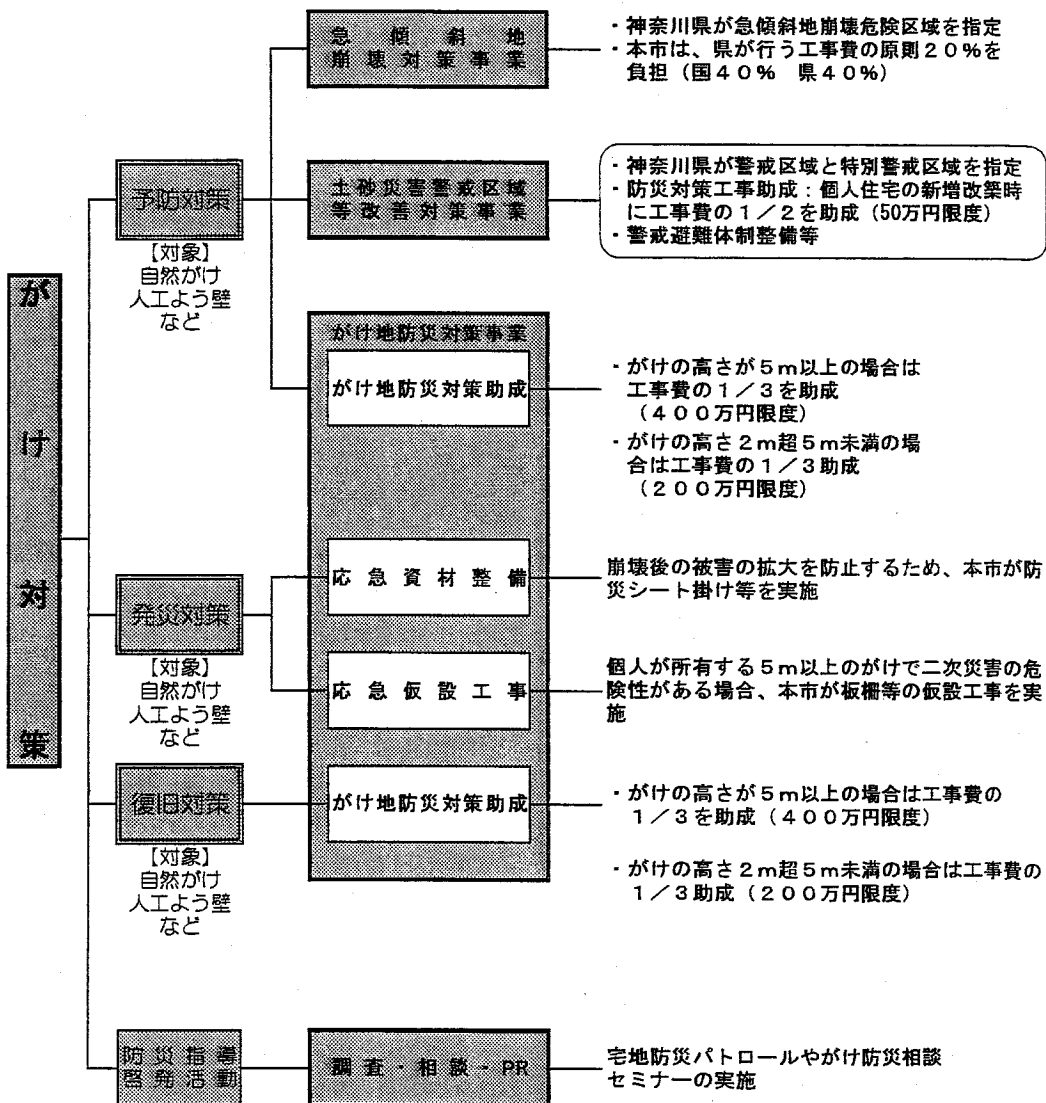 がけ対策
予防対策
【対象】
自然がけ
人工よう壁
など
急傾斜地
崩壊対策事業
・神奈川県が急傾斜地崩壊危険区域を指定
・本市は、県が行う工事費の原則２０％を
負担（国４０％　県４０％）
土砂災害警戒区域
等改善対策事業
・神奈川県が警戒区域と特別警戒区域を指定
・防災対策工事助成：個人住宅の新増改築時
に工事費の１／２を助成（50万円限度）
・警戒避難体制整備等
がけ地防災対策事業
がけ地防災対策助成
・がけの高さが５ｍ以上の場合は
工事費の１／３を助成
（４００万円限度）
・がけの高さ２ｍ超５ｍ未満の場
合は工事費の１／３助成
（２００万円限度）
発災対策
【対象】
自然がけ
人工よう壁
など
応急資材整備
崩壊後の被害の拡大を防止するため、本市が防
災シート掛け等を実施
応急仮設工事
個人が所有する５ｍ以上のがけで二次災害の危
険性がある場合、本市が板柵等の仮設工事を実
施
復旧対策
【対象】
自然がけ
人工よう壁
など
がけ地防災対策助成
・がけの高さが５ｍ以上の場合は工事費の
１／３を助成（４００万円限度）
・がけの高さ２ｍ超５ｍ未満の場合は工事費の
１／３助成（２００万円限度）
防災指導
啓発活動
調査・相談・PR
宅地防災パトロールやがけ防災相談
セミナーの実施